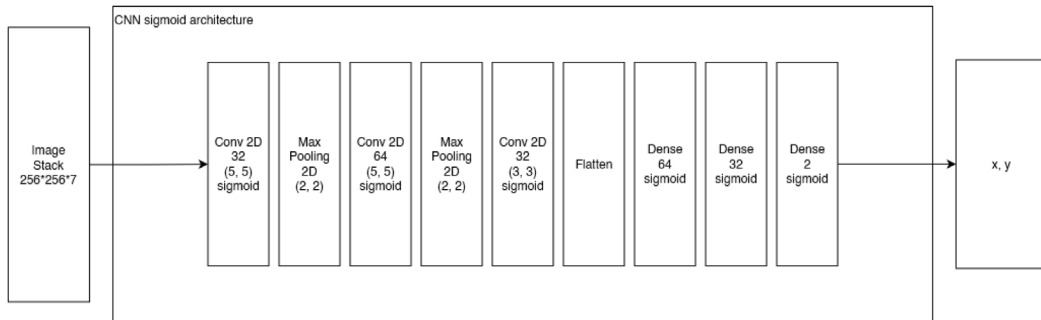 CNN sigmoid architecture
Image
Stack
256*256*7
Conv 2D
32
(5, 5)
sigmoid
Max
Pooling
2D
(2, 2)
Conv 2D
64
(5, 5)
sigmoid
Max
Pooling
2D
(2, 2)
Conv 2D
32
(3, 3)
sigmoid
Flatten
Dense
64
sigmoid
Dense
32
sigmoid
Dense
2
sigmoid
x, y